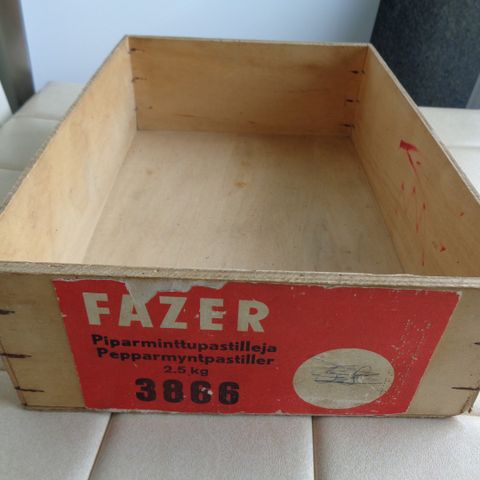 FAZER
Piparminttupastilleja
Pepparmyntpastiller
2.5 kg
3866